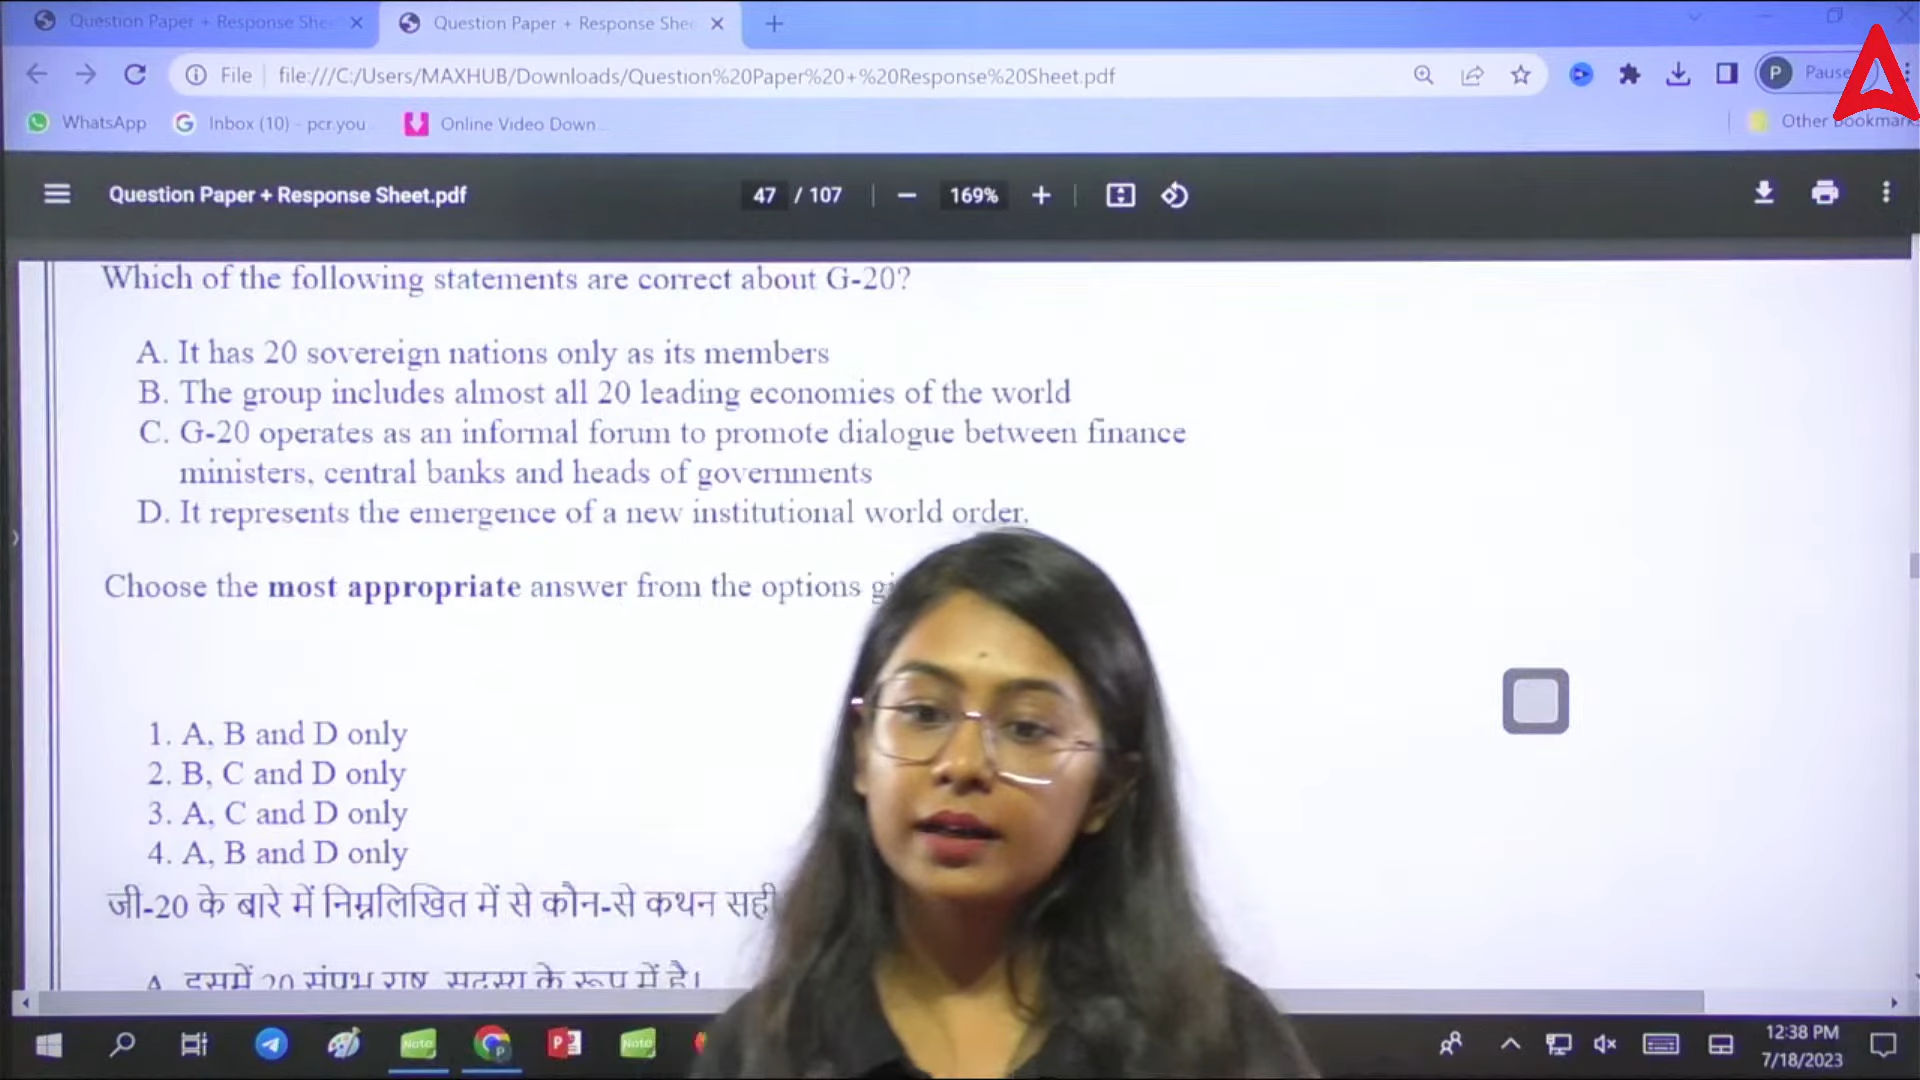 Question Paper + Response She
Question Paper + Response She
File
file:///C:/Users/MAXHUB/Downloads/Question%20Paper%20+%20Response%20Sheet.pdf
P
WhatsApp
Inbox (10) - pcr.you
Online Video Down
Other
Question Paper + Response Sheet.pdf
47 / 107
169%
Which of the following statements are correct about G-20?
A. It has 20 sovereign nations only as its members
B. The group includes almost all 20 leading economies of the world
C. G-20 operates as an informal forum to promote dialogue between finance
ministers, central banks and heads of governments
D. It represents the emergence of a new institutional world order.
Choose the most appropriate answer from the options
1. A, B and D only
2. B, C and D only
3. A, C and D only
4. A, B and D only
जी-20 के बारे में निम्नलिखित में से कौन-से कथन सही
Note
Note
12:38 PM
7/18/2023